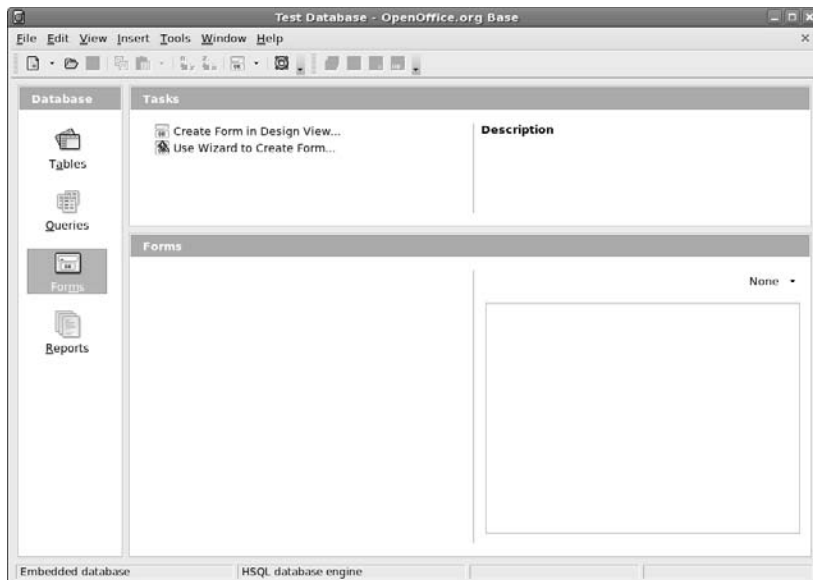 Test Database - OpenOffice.org Base
File Edit View Insert Tools Window Help
Database
Tables
Queries
Forms
Reports
Tasks
Create Form in Design View...
Use Wizard to Create Form...
Description
Forms
None
Embedded database
HSQL database engine